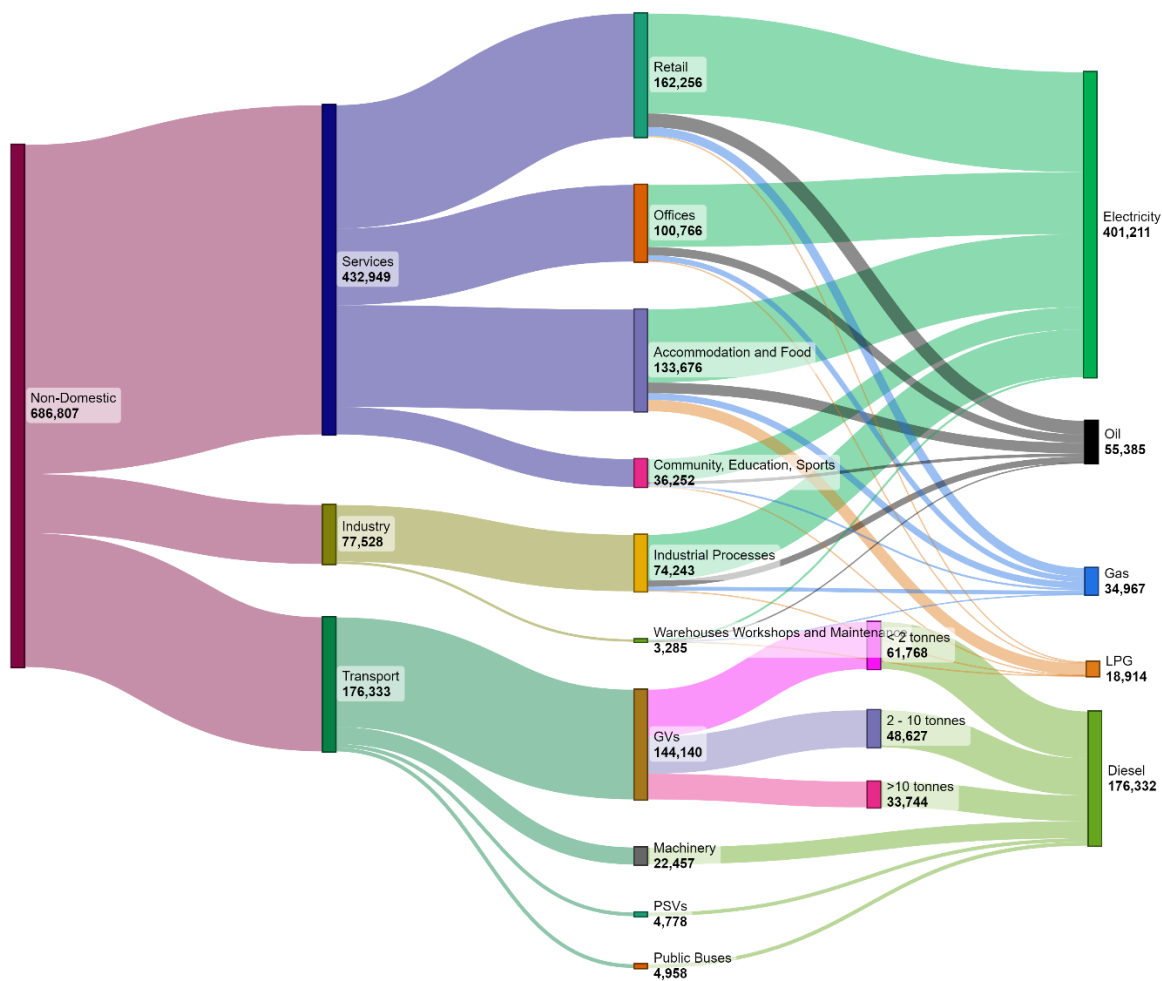 Non-Domestic
686,807
Services
432,949
Industry
77,528
Transport
176,333
Retail
162,256
Offices
100,766
Accommodation and Food
133,676
Community, Education, Sports
36,252
Industrial Processes
74,243
Warehouses Workshops and Maintenance
3,285
GVs
144,140
Machinery
22,457
PSVs
4,778
Public Buses
4,958
< 2 tonnes
61,768
2 - 10 tonnes
48,627
>10 tonnes
33,744
Electricity
401,211
Oil
55,385
Gas
34,967
LPG
18,914
Diesel
176,332